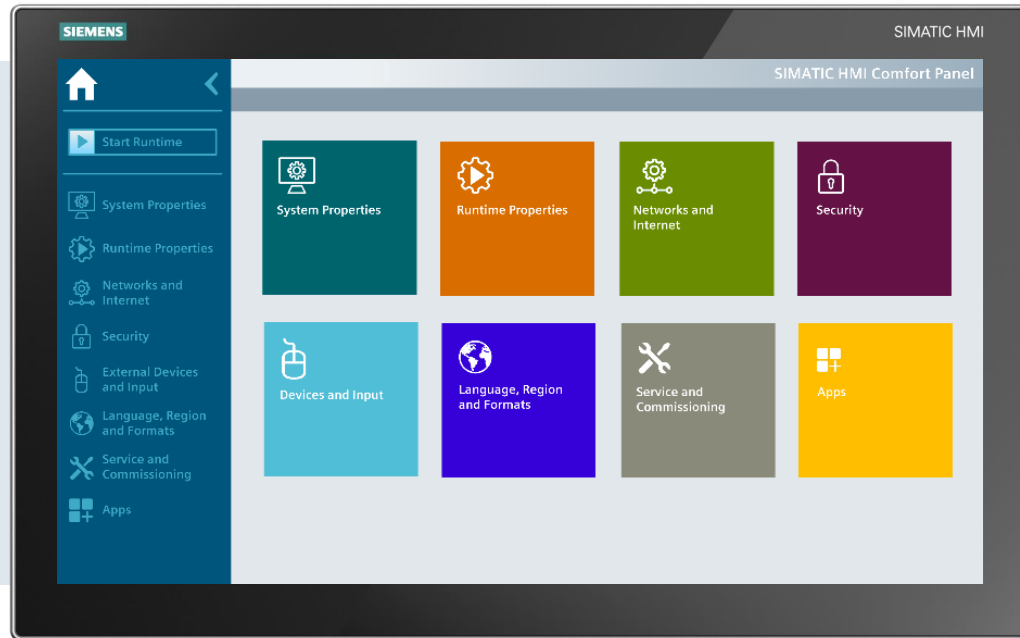 SIEMENS
SIMATIC HMI
SIMATIC HMI Comfort Panel
Start Runtime
System Properties
Runtime Properties
Networks and
Internet
Security
External Devices
and Input
Language, Region
and Formats
Service and
Commissioning
Apps
System Properties
Runtime Properties
Networks and
Internet
Security
Devices and Input
Language, Region
and Formats
Service and
Commissioning
Apps